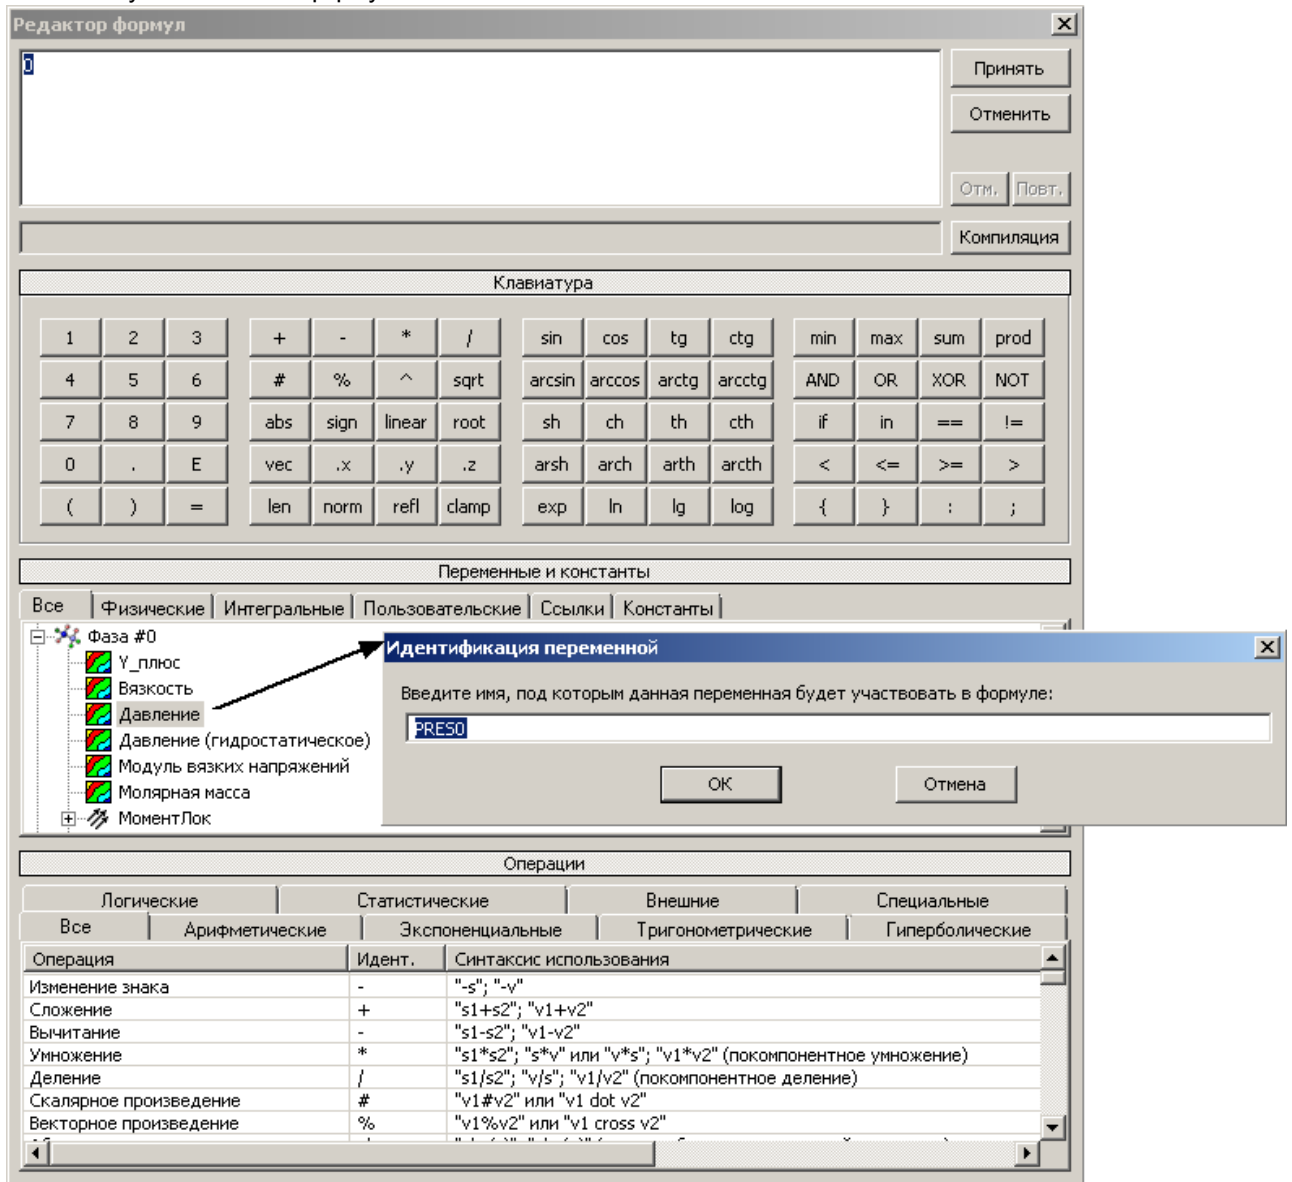 Редактор формул
0
Принять
Отменить
Отм. Повт.
Компиляция
Клавиатура
1 2 3 + - * / sin cos tg ctg min max sum prod
4 5 6 # % ^ sqrt arcsin arccos arctg arcctg AND OR XOR NOT
7 8 9 abs sign linear root sh ch th cth if in == !=
0 . E vec .x .y .z arsh arch arth arcth < <= >= >
( ) = len norm refl clamp exp ln lg log { } : ;
Переменные и константы
Все Физические Интегральные Пользовательские Ссылки Константы
Фаза #0
Y_плюс
Вязкость
Давление
Давление (гидростатическое)
Модуль вязких напряжений
Молярная масса
МоментЛок
Идентификация переменной
Введите имя, под которым данная переменная будет участвовать в формуле:
PRES0
OK Отмена
Операции
Логические Статистические Внешние Специальные
Все Арифметические Экспоненциальные Тригонометрические Гиперболические
Операция Идент. Синтаксис использования
Изменение знака - "-s"; "-v"
Сложение + "s1+s2"; "v1+v2"
Вычитание - "s1-s2"; "v1-v2"
Умножение * "s1*s2"; "s*v" или "v*s"; "v1*v2" (покомпонентное умножение)
Деление / "s1/s2"; "v/s"; "v1/v2" (покомпонентное деление)
Скалярное произведение # "v1#v2" или "v1 dot v2"
Векторное произведение % "v1%v2" или "v1 cross v2"